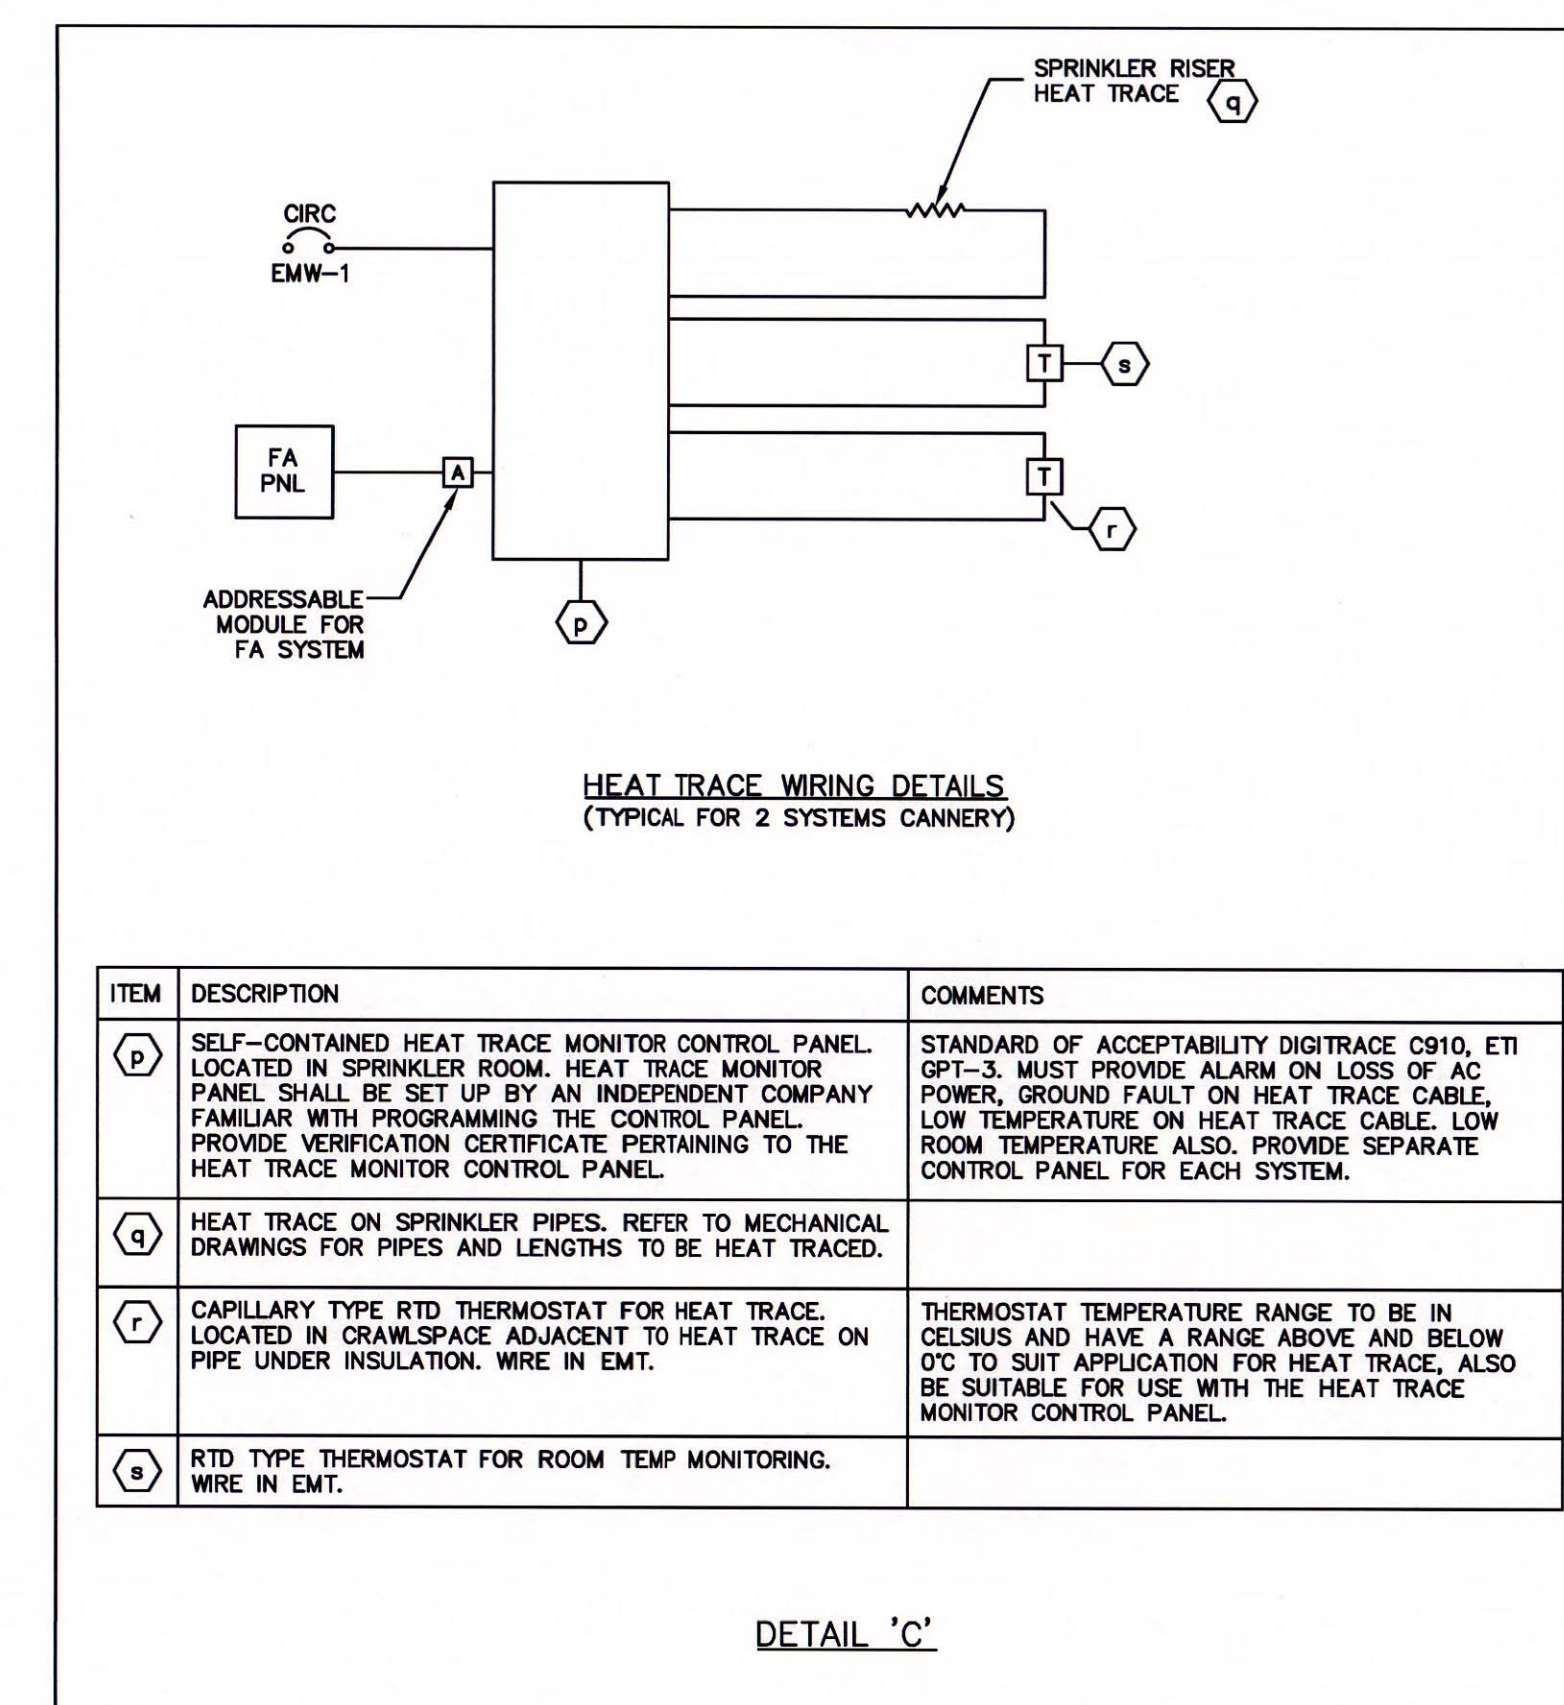 SPRINKLER RISER
HEAT TRACE q
CIRC
EMW-1
T s
FA
PNL
A
T
r
ADDRESSABLE
MODULE FOR
FA SYSTEM
p
HEAT TRACE WIRING DETAILS
(TYPICAL FOR 2 SYSTEMS CANNERY)
ITEM DESCRIPTION COMMENTS
p
SELF-CONTAINED HEAT TRACE MONITOR CONTROL PANEL.
LOCATED IN SPRINKLER ROOM. HEAT TRACE MONITOR
PANEL SHALL BE SET UP BY AN INDEPENDENT COMPANY
FAMILIAR WITH PROGRAMMING THE CONTROL PANEL.
PROVIDE VERIFICATION CERTIFICATE PERTAINING TO THE
HEAT TRACE MONITOR CONTROL PANEL.
STANDARD OF ACCEPTABILITY DIGITRACE C910, ETI
GPT-3. MUST PROVIDE ALARM ON LOSS OF AC
POWER, GROUND FAULT ON HEAT TRACE CABLE,
LOW TEMPERATURE ON HEAT TRACE CABLE. LOW
ROOM TEMPERATURE ALSO. PROVIDE SEPARATE
CONTROL PANEL FOR EACH SYSTEM.
q
HEAT TRACE ON SPRINKLER PIPES. REFER TO MECHANICAL
DRAWINGS FOR PIPES AND LENGTHS TO BE HEAT TRACED.
r
CAPILLARY TYPE RTD THERMOSTAT FOR HEAT TRACE.
LOCATED IN CRAWLSPACE ADJACENT TO HEAT TRACE ON
PIPE UNDER INSULATION. WIRE IN EMT.
THERMOSTAT TEMPERATURE RANGE TO BE IN
CELSIUS AND HAVE A RANGE ABOVE AND BELOW
0°C TO SUIT APPLICATION FOR HEAT TRACE, ALSO
BE SUITABLE FOR USE WITH THE HEAT TRACE
MONITOR CONTROL PANEL.
s
RTD TYPE THERMOSTAT FOR ROOM TEMP MONITORING.
WIRE IN EMT.
DETAIL 'C'